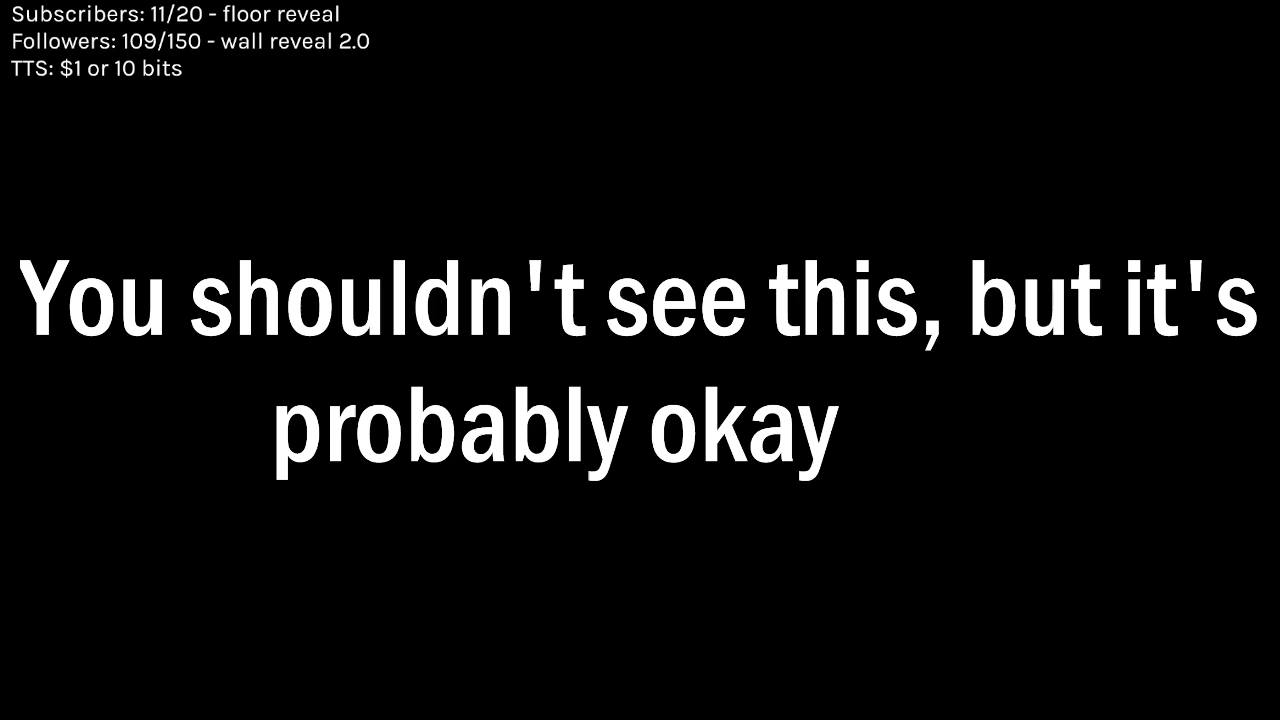 Subscribers: 11/20 - floor reveal
Followers: 109/150 - wall reveal 2.0
TTS: $1 or 10 bits
You shouldn't see this, but it's
probably okay